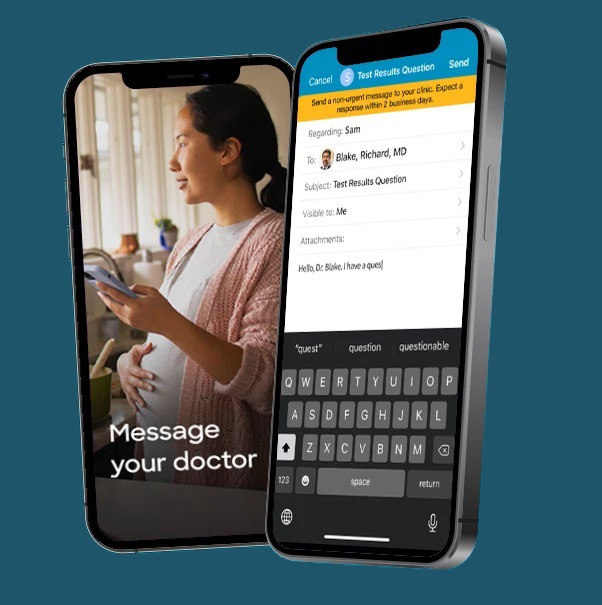 Message
your doctor
Cancel
S
Test Results Question
Send
Send a non-urgent message to your clinic. Expect a
response within 2 business days.
Regarding: Sam
To: Blake, Richard, MD
Subject: Test Results Question
Visible to: Me
Attachments:
Hello, Dr. Blake. I have a ques
“quest” question questionable
Q W E R T Y U I O P
A S D F G H J K L
Z X C V B N M
123 space return